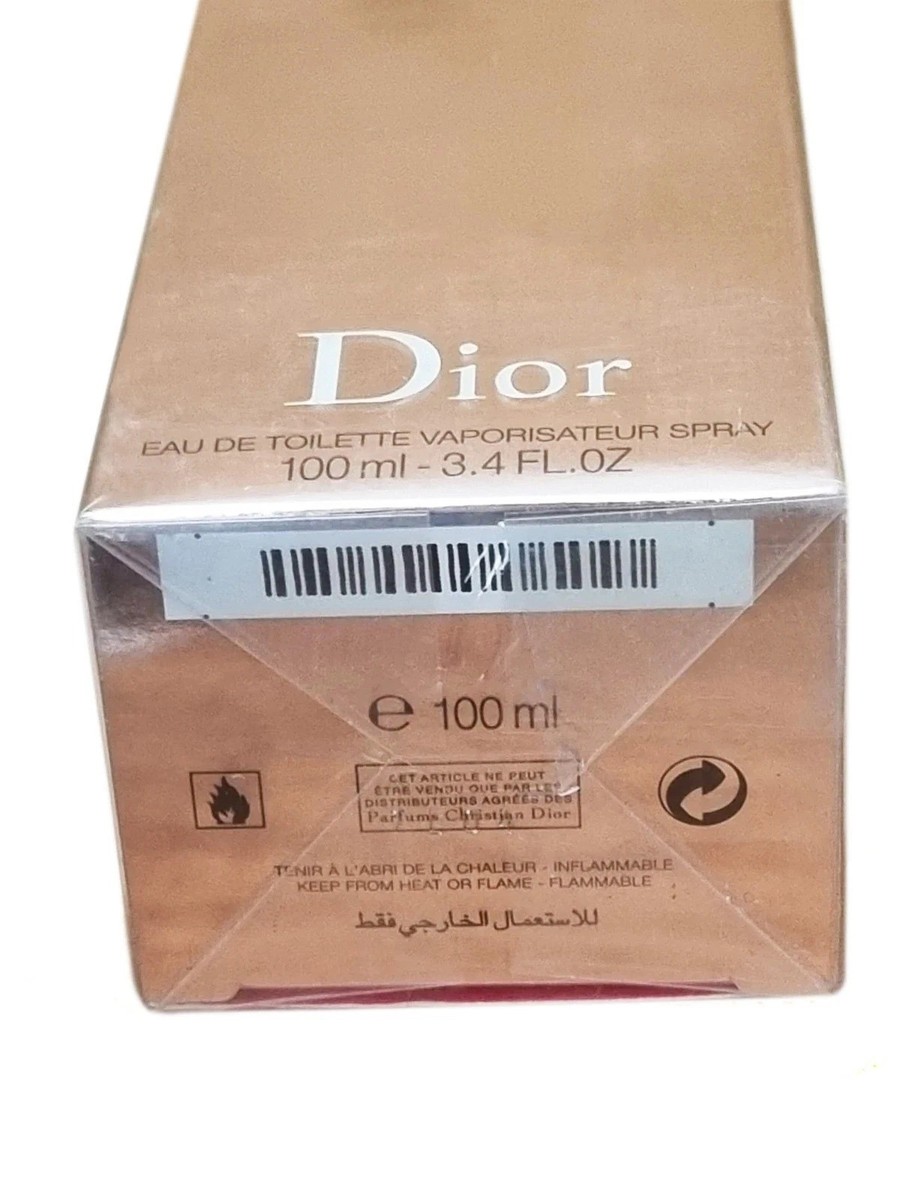 Dior
EAU DE TOILETTE VAPORISATEUR SPRAY
100 ml - 3.4 FL.OZ
e 100 ml
CET ARTICLE NE PEUT
ÊTRE VENDU QUE PAR LES
DISTRIBUTEURS AGRÉÉS DES
Parfums Christian Dior
TENIR À L'ABRI DE LA CHALEUR - INFLAMMABLE
KEEP FROM HEAT OR FLAME - FLAMMABLE
للاستعمال الخارجي فقط